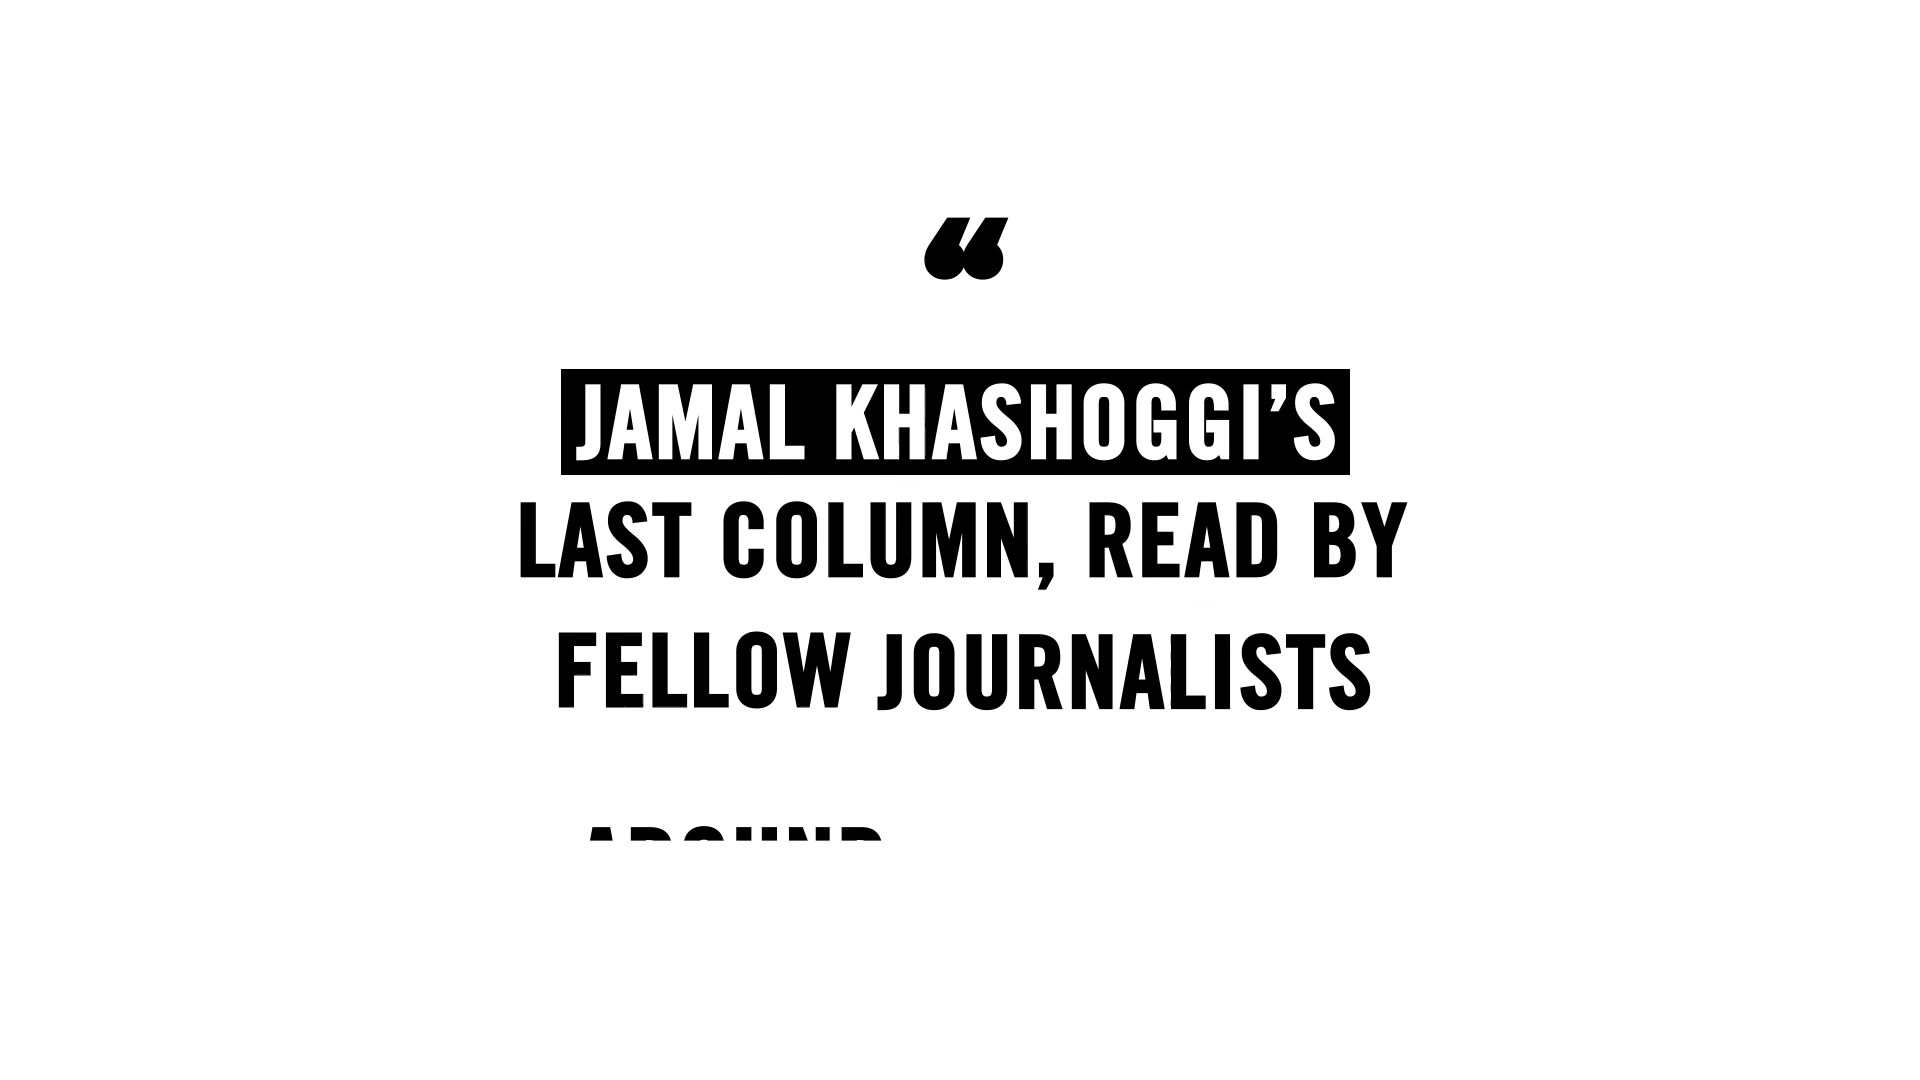 “
JAMAL KHASHOGGI’S
LAST COLUMN, READ BY
FELLOW JOURNALISTS